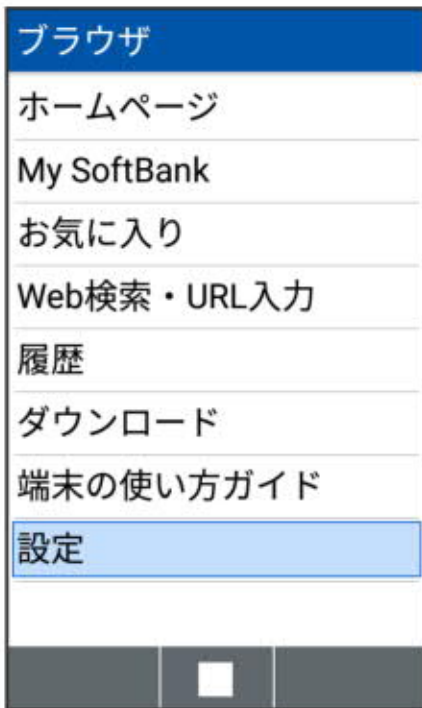 ブラウザ
ホームページ
My SoftBank
お気に入り
Web検索・URL入力
履歴
ダウンロード
端末の使い方ガイド
設定